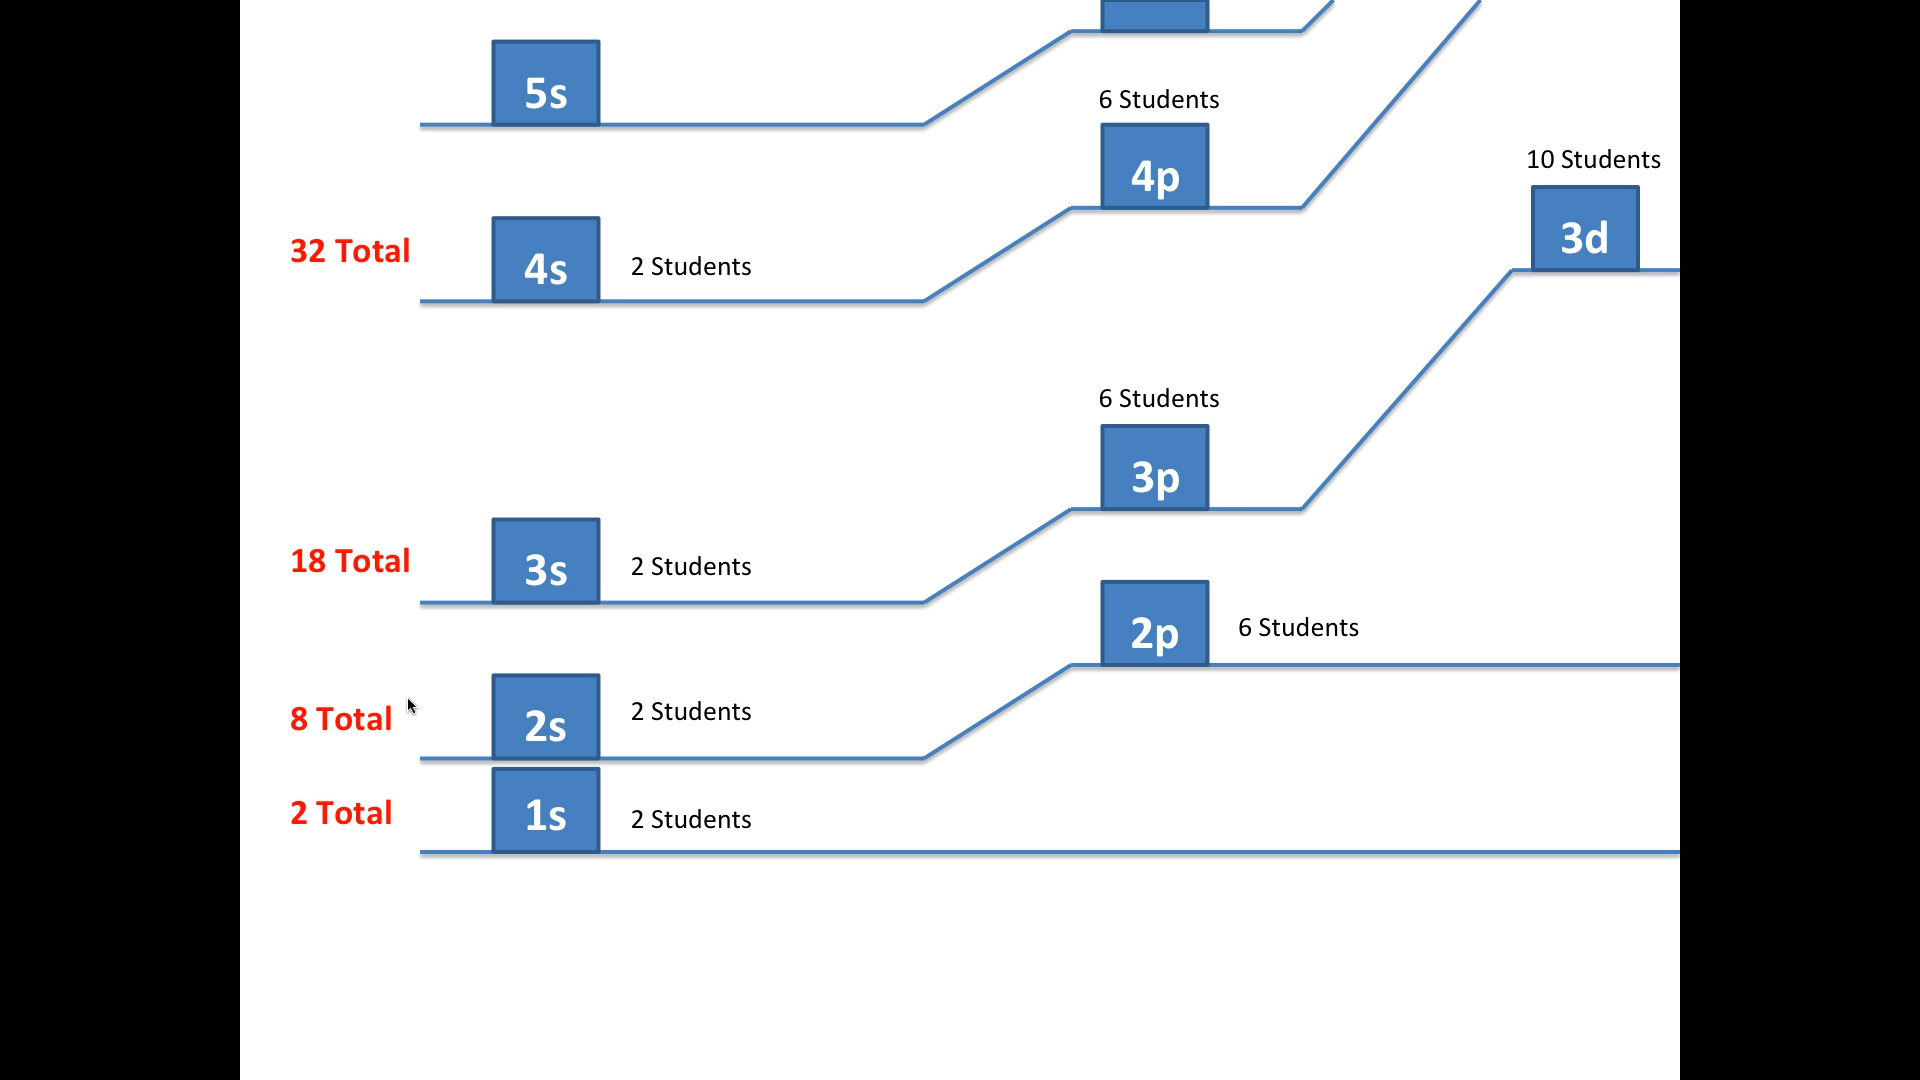 5s
6 Students
4p
10 Students
3d
32 Total
4s
2 Students
6 Students
3p
18 Total
3s
2 Students
2p
6 Students
8 Total
2s
2 Students
2 Total
1s
2 Students